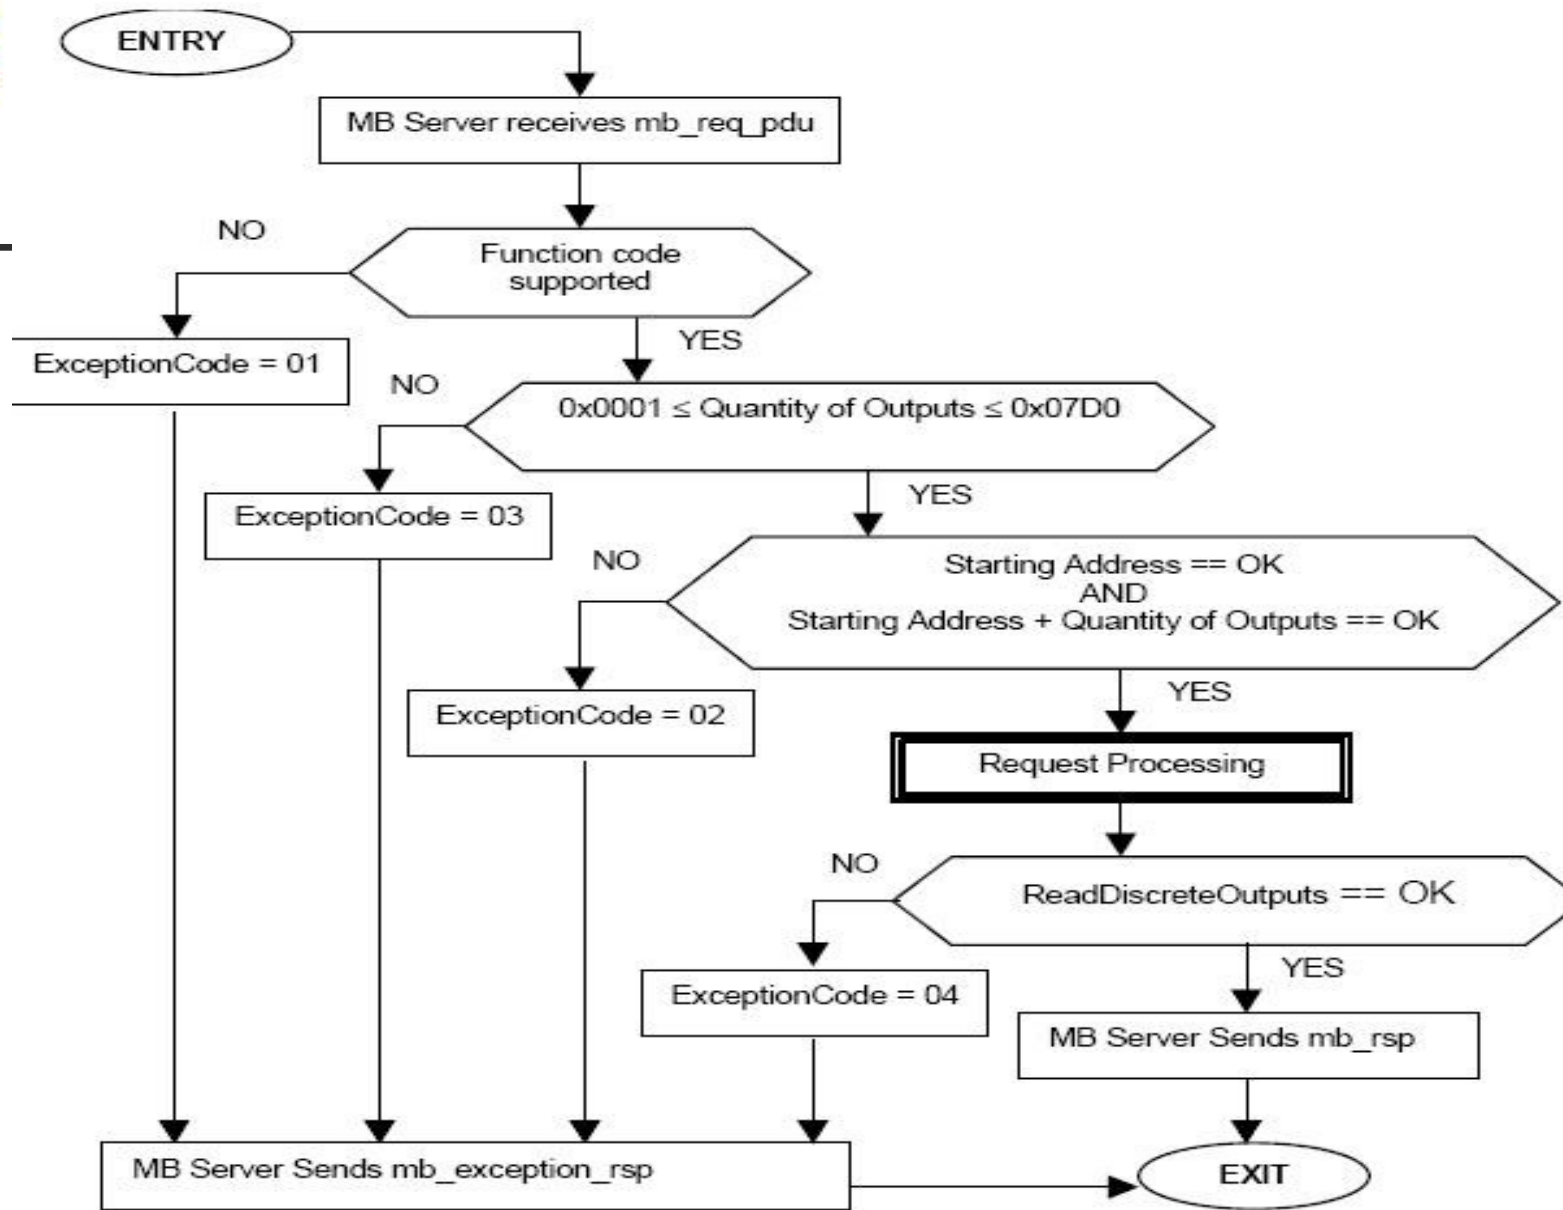 ENTRY
MB Server receives mb_req_pdu
NO
Function code
supported
YES
ExceptionCode = 01
NO
0x0001 ≤ Quantity of Outputs ≤ 0x07D0
YES
ExceptionCode = 03
NO
Starting Address == OK
AND
Starting Address + Quantity of Outputs == OK
YES
ExceptionCode = 02
Request Processing
NO
ReadDiscreteOutputs == OK
YES
ExceptionCode = 04
MB Server Sends mb_rsp
MB Server Sends mb_exception_rsp
EXIT